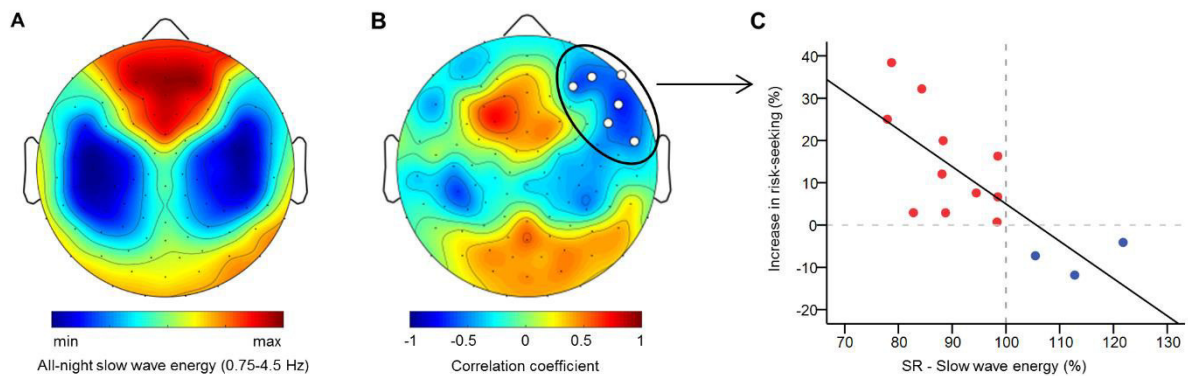 A
min
max
All-night slow wave energy (0.75-4.5 Hz)
B
-1
-0.5
0
0.5
1
Correlation coefficient
C
Increase in risk-seeking (%)
40
30
20
10
0
-10
-20
70
80
90
100
110
120
130
SR - Slow wave energy (%)